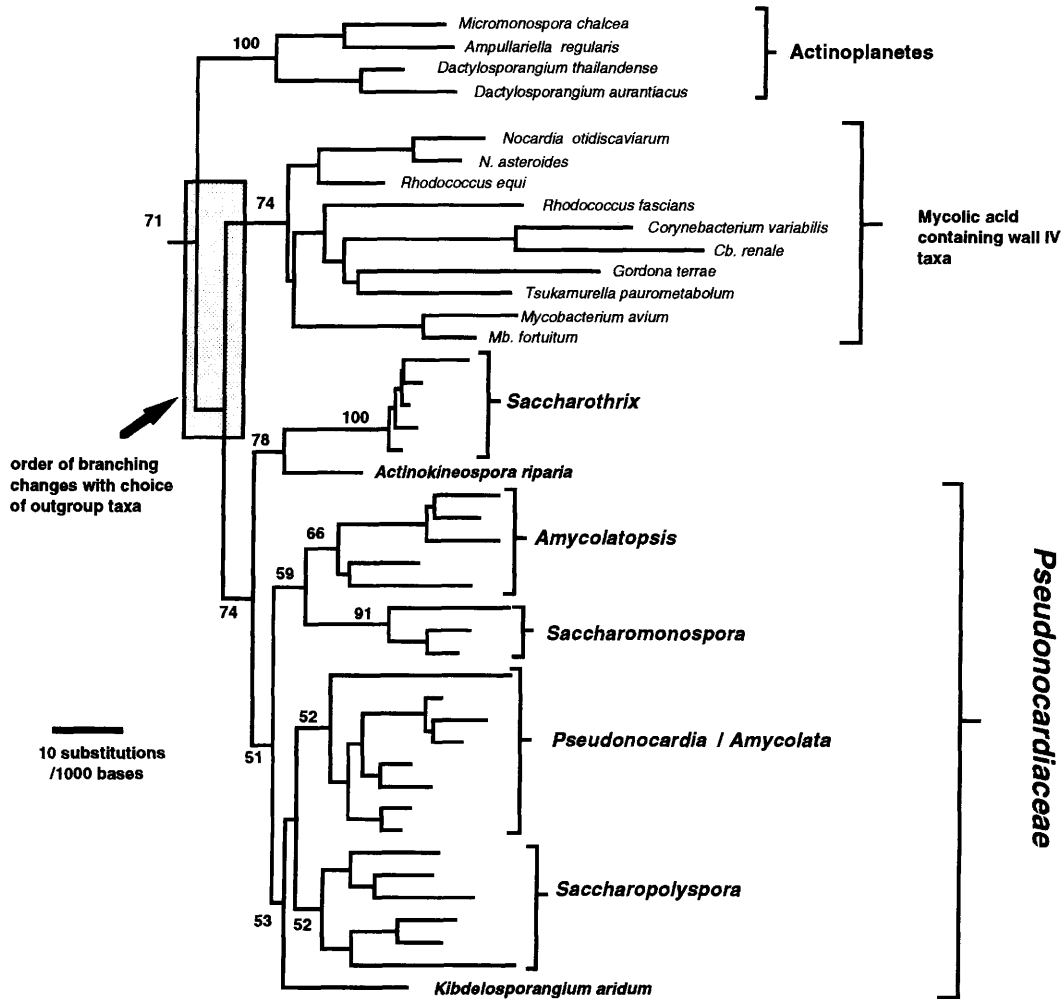 Micromonospora chalcea
100
Ampullariella regularis
Actinoplanetes
Dactylosporangium thailandense
Dactylosporangium aurantiacus
Nocardia otidiscaviarum
N. asteroides
Rhodococcus equi
74
Rhodococcus fascians
71
Corynebacterium variabilis
Mycolic acid
containing wall IV
taxa
Cb. renale
Gordona terrae
Tsukamurella paurometabolum
Mycobacterium avium
Mb. fortuitum
Saccharothrix
100
78
order of branching
changes with choice
of outgroup taxa
Actinokineospora riparia
66
Amycolatopsis
59
74
91
Saccharomonospora
Pseudonocardiaceae
52
10 substitutions
/1000 bases
51
Pseudonocardia / Amycolata
Saccharopolyspora
53
52
Kibdelosporangium aridum